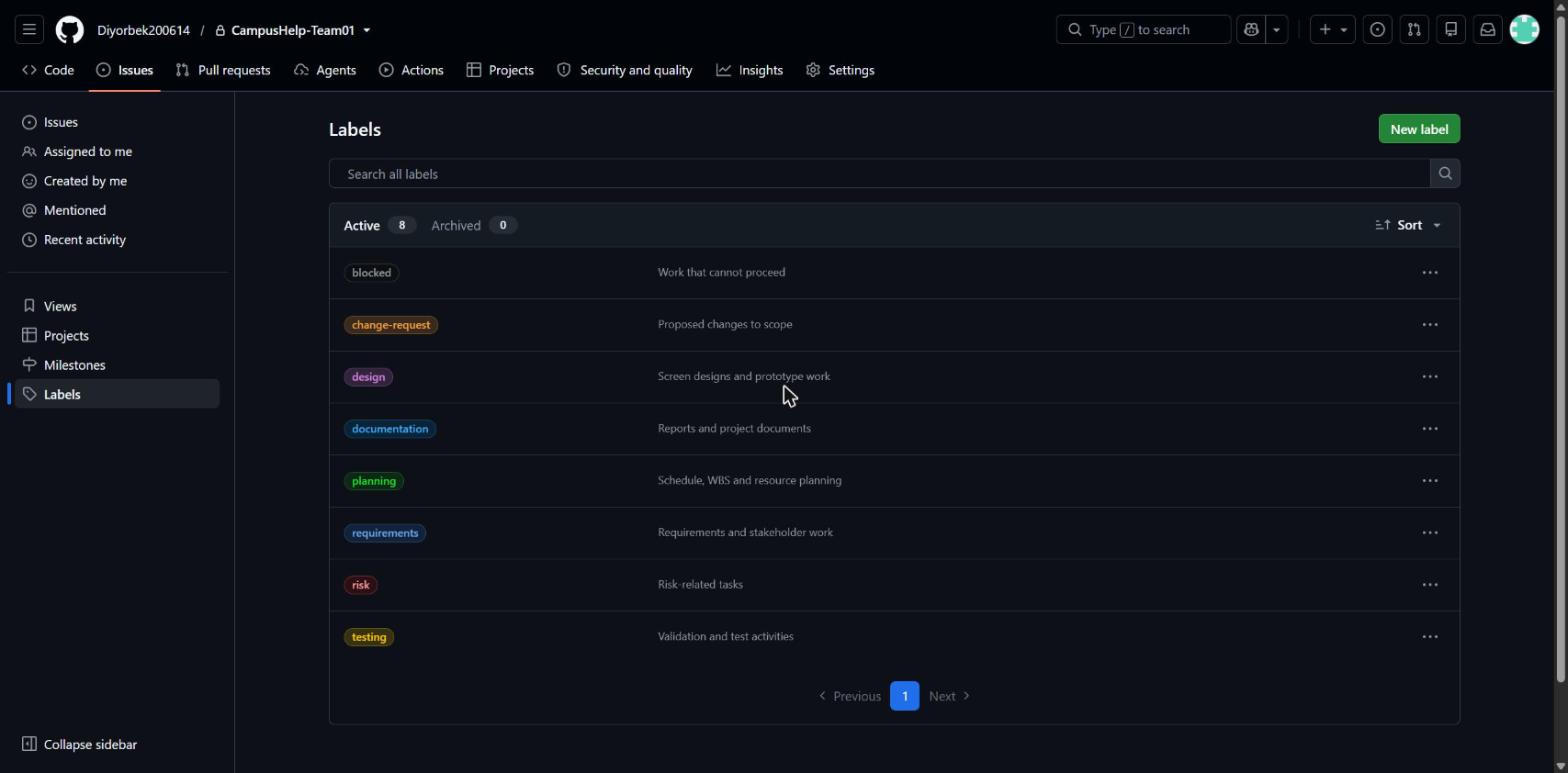 Diyorbek200614 / CampusHelp-Team01
Type / to search
Code Issues Pull requests Agents Actions Projects Security and quality Insights Settings
Issues
Assigned to me
Created by me
Mentioned
Recent activity
Views
Projects
Milestones
Labels
Collapse sidebar
Labels
New label
Search all labels
Active 8 Archived 0 Sort
blocked Work that cannot proceed
change-request Proposed changes to scope
design Screen designs and prototype work
documentation Reports and project documents
planning Schedule, WBS and resource planning
requirements Requirements and stakeholder work
risk Risk-related tasks
testing Validation and test activities
Previous 1 Next